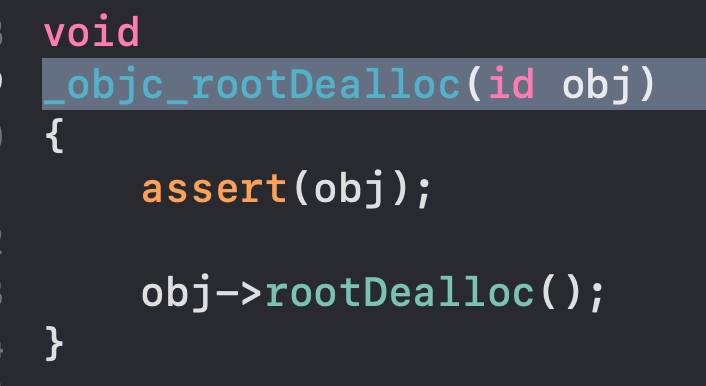 void
_objc_rootDealloc(id obj)
{
    assert(obj);
    obj->rootDealloc();
}